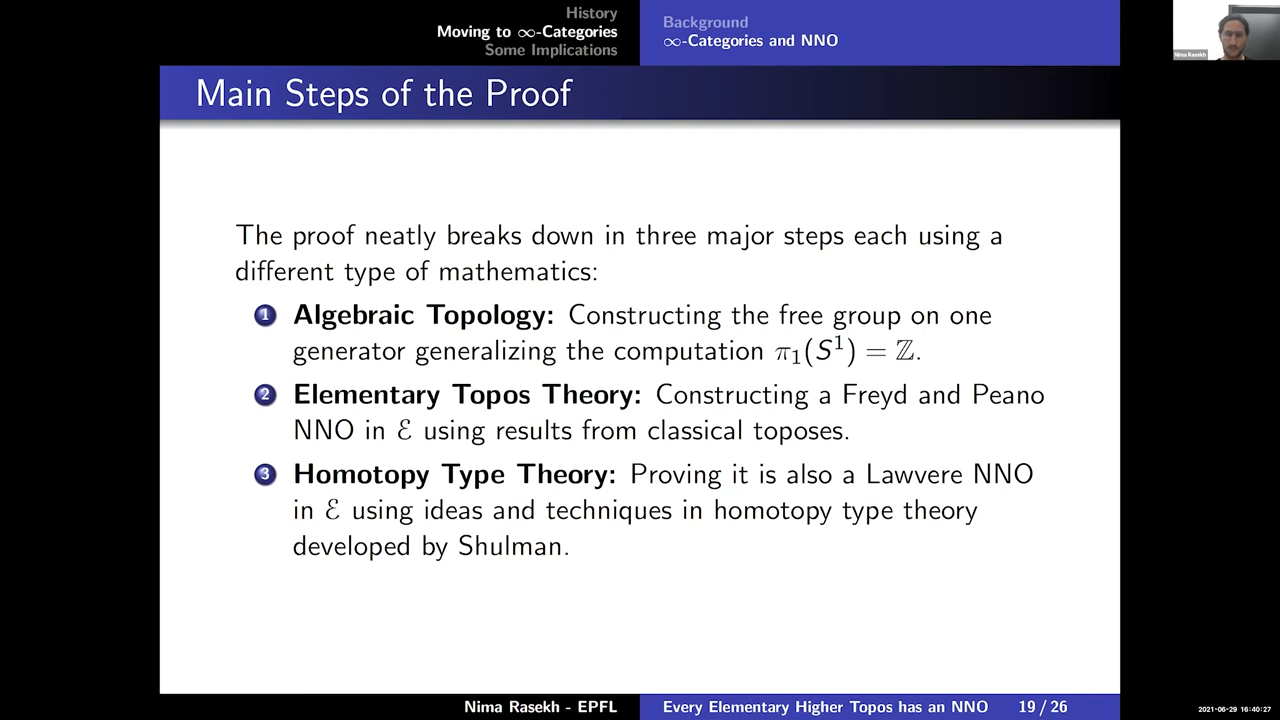 History
Moving to ∞-Categories
Some Implications
Background
∞-Categories and NNO
Nima Rasekh
Main Steps of the Proof
The proof neatly breaks down in three major steps each using a
different type of mathematics:
1 Algebraic Topology: Constructing the free group on one
generator generalizing the computation π₁(S¹) = ℤ.
2 Elementary Topos Theory: Constructing a Freyd and Peano
NNO in ℰ using results from classical toposes.
3 Homotopy Type Theory: Proving it is also a Lawvere NNO
in ℰ using ideas and techniques in homotopy type theory
developed by Shulman.
Nima Rasekh - EPFL
Every Elementary Higher Topos has an NNO
19 / 26
2021-06-29 16:40:27